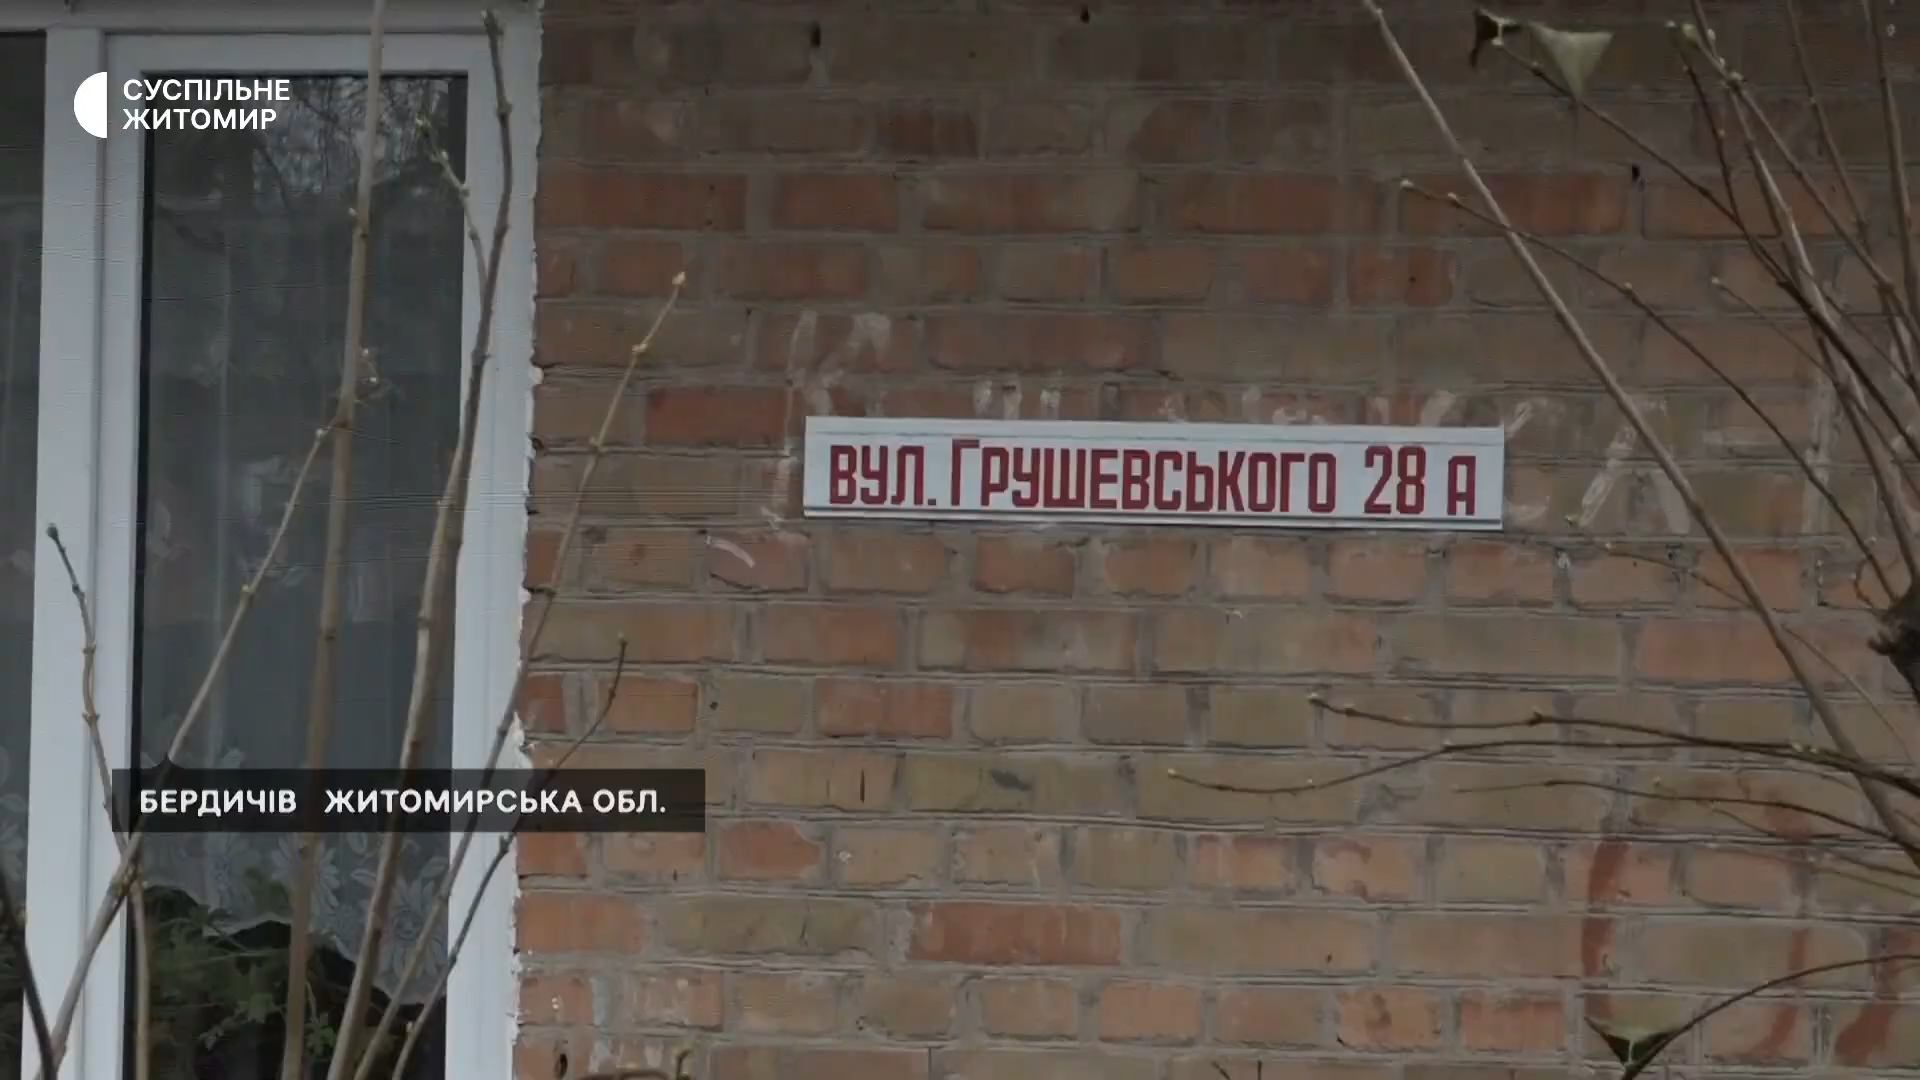 СУСПІЛЬНЕ
ЖИТОМИР
ВУЛ. ГРУШЕВСЬКОГО 28 А
БЕРДИЧІВ ЖИТОМИРСЬКА ОБЛ.